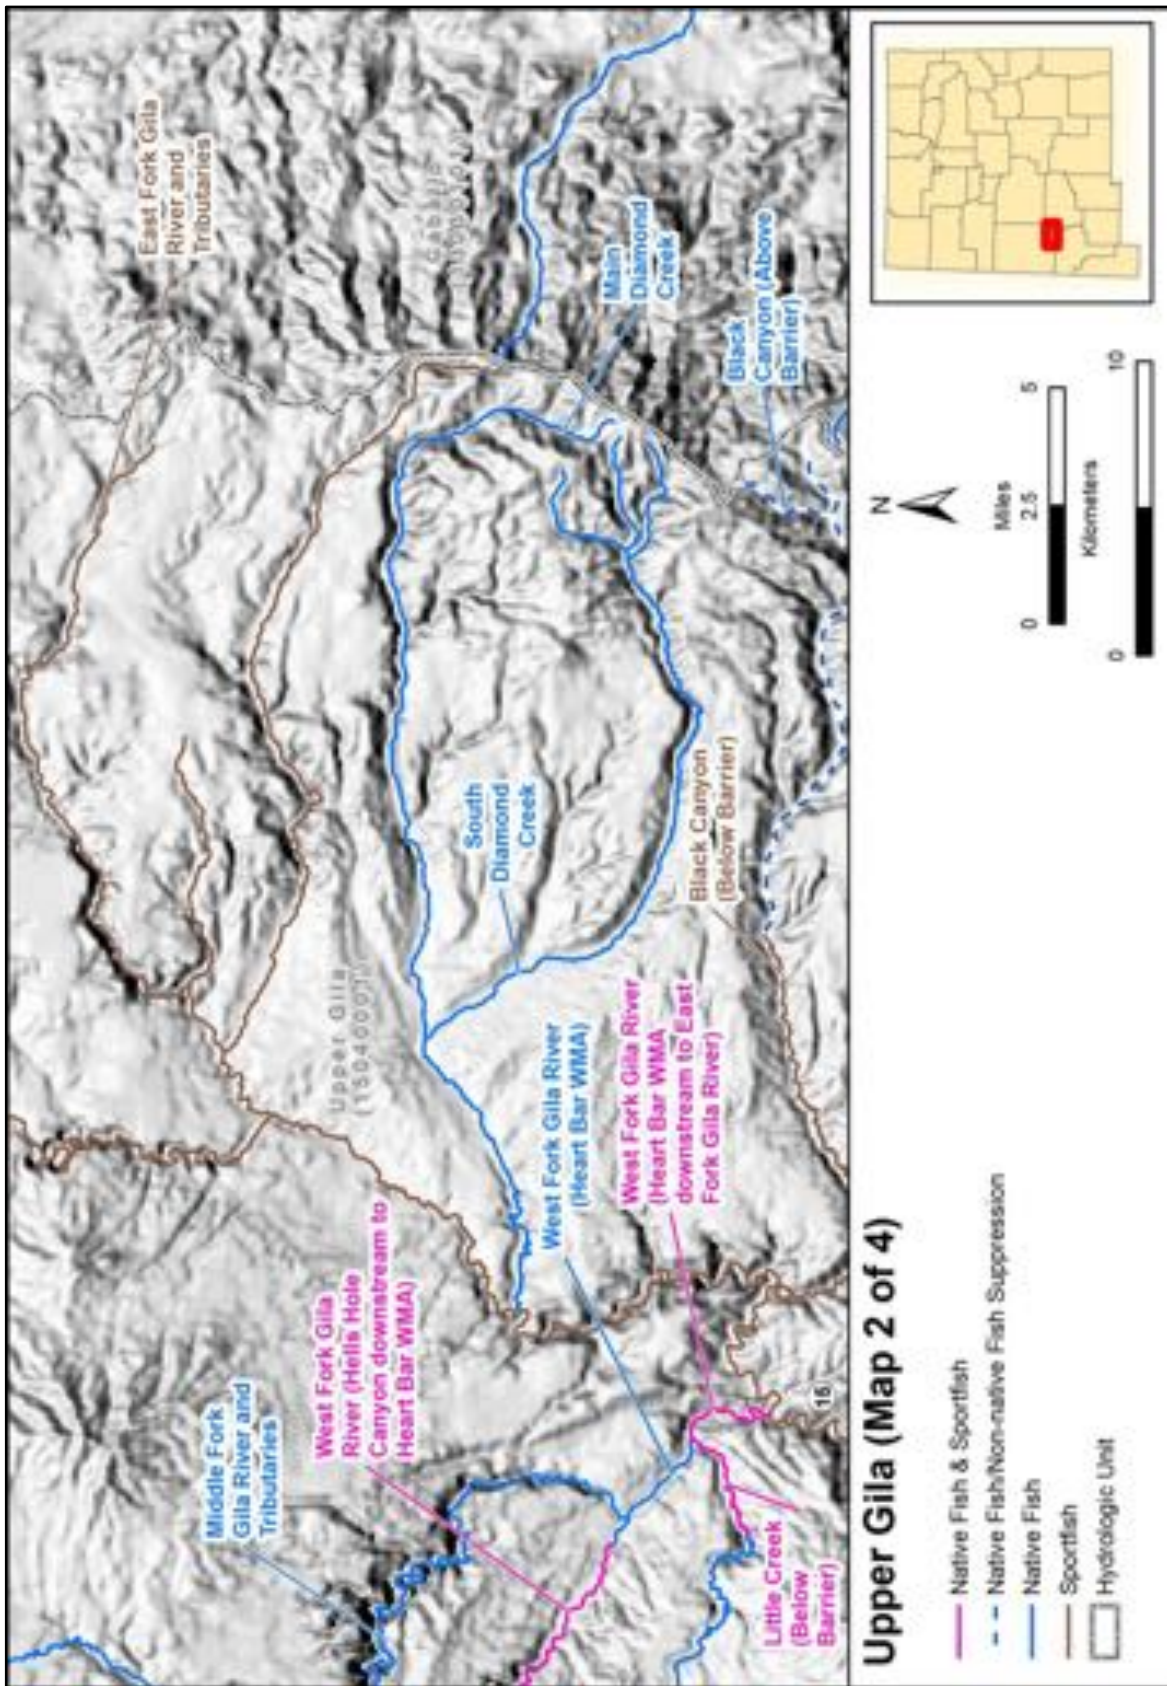 East Fork Gila
River and
Tributaries
Middle Fork
Gila River and
Tributaries
West Fork Gila
River (Hells Hole
Canyon downstream to
Heart Bar WMA)
Upper Gila
South
Diamond
Creek
Main
Diamond
Creek
West Fork Gila River
(Heart Bar WMA)
West Fork Gila River
(Heart Bar WMA
downstream to East
Fork Gila River)
Black Canyon
(Below Barrier)
Black
Canyon (Above
Barrier)
Little Creek
(Below
Barrier)
15
Upper Gila (Map 2 of 4)
Native Fish & Sportfish
Native Fish/Non-native Fish Suppression
Native Fish
Sportfish
Hydrologic Unit
N
Miles
0 2.5 5
Kilometers
0 10